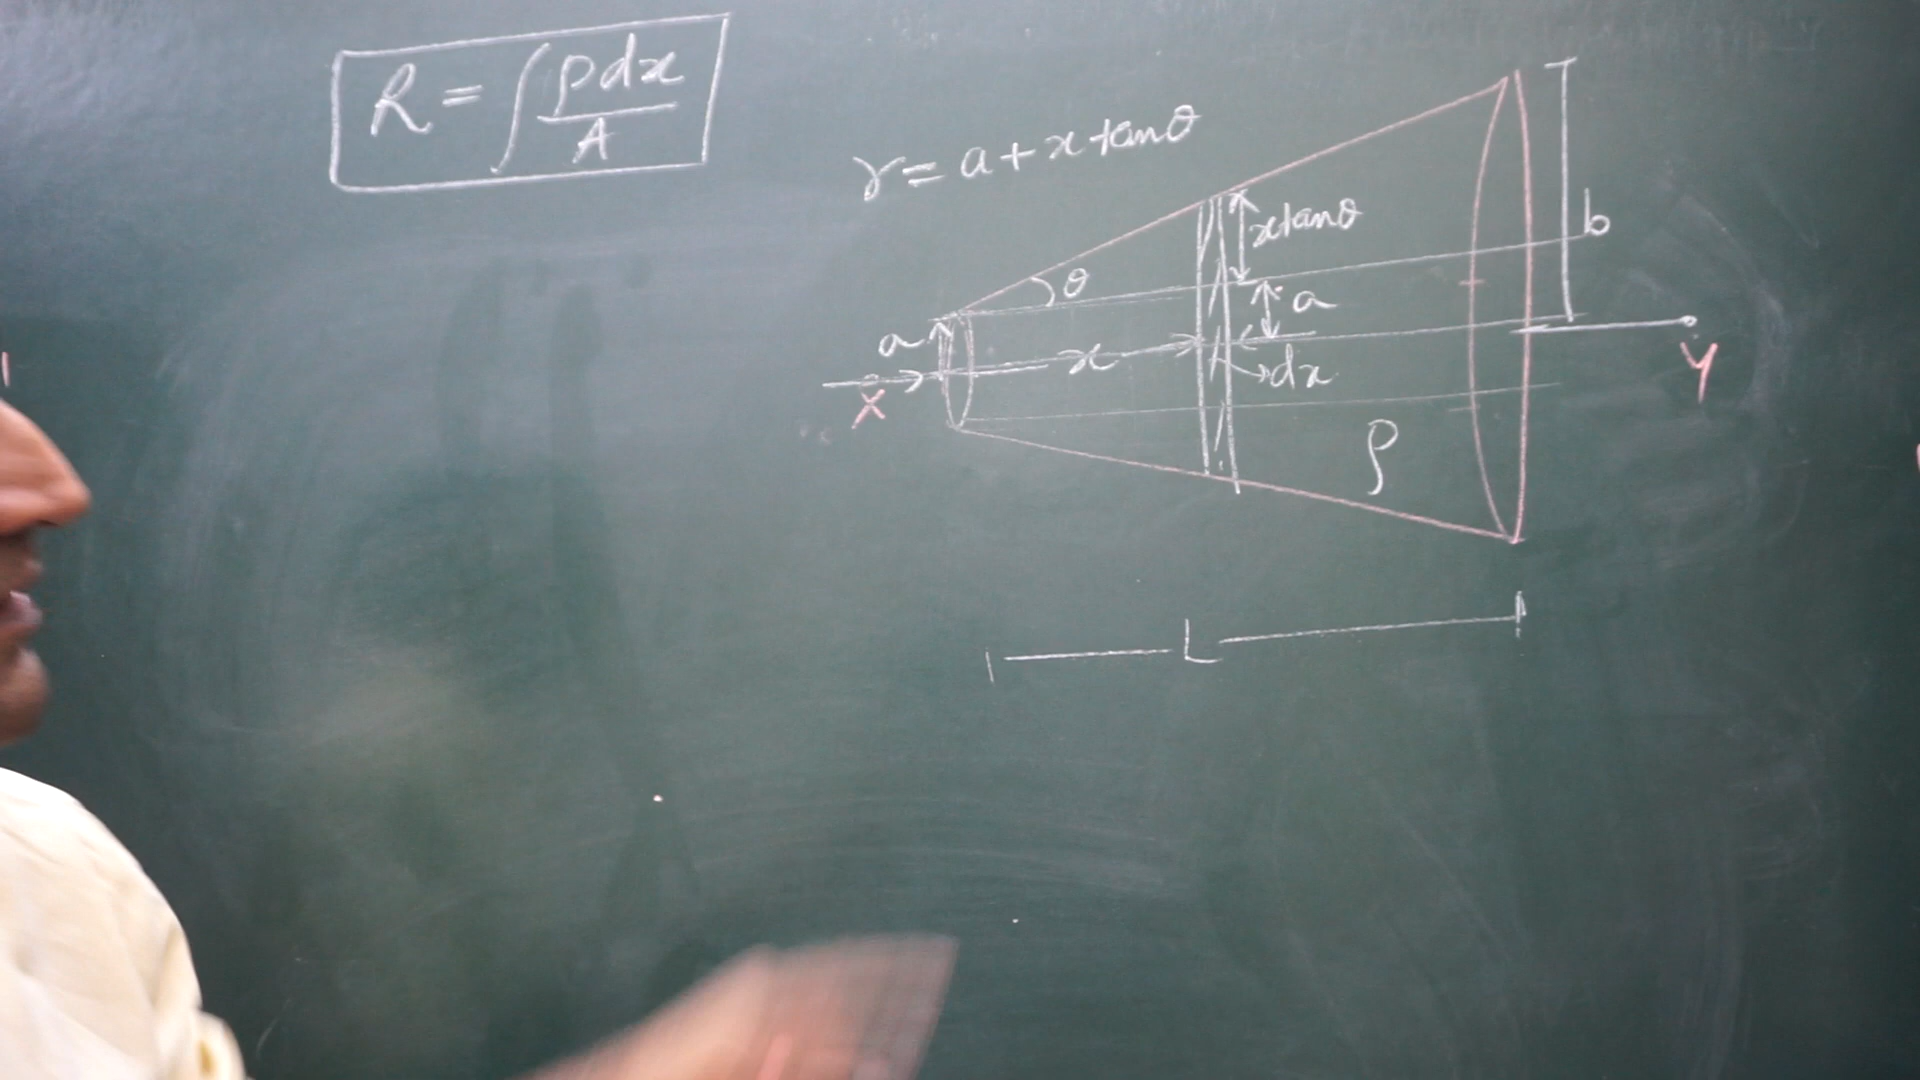 R = ∫ ρdx / A
r = a + x tanθ
x tanθ
b
θ
a
a
x
dx
X
Y
ρ
L